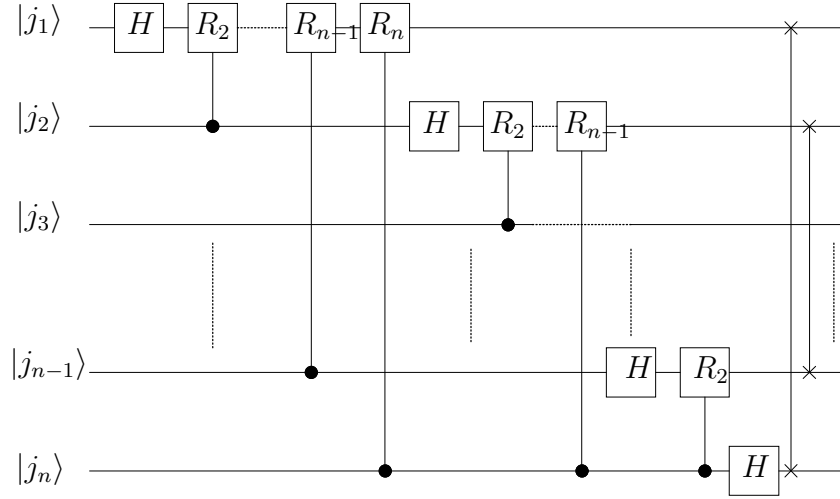 |j₁⟩ H R₂ Rₙ₋₁ Rₙ
|j₂⟩ H R₂ Rₙ₋₁
|j₃⟩
|jₙ₋₁⟩ H R₂
|jₙ⟩ H